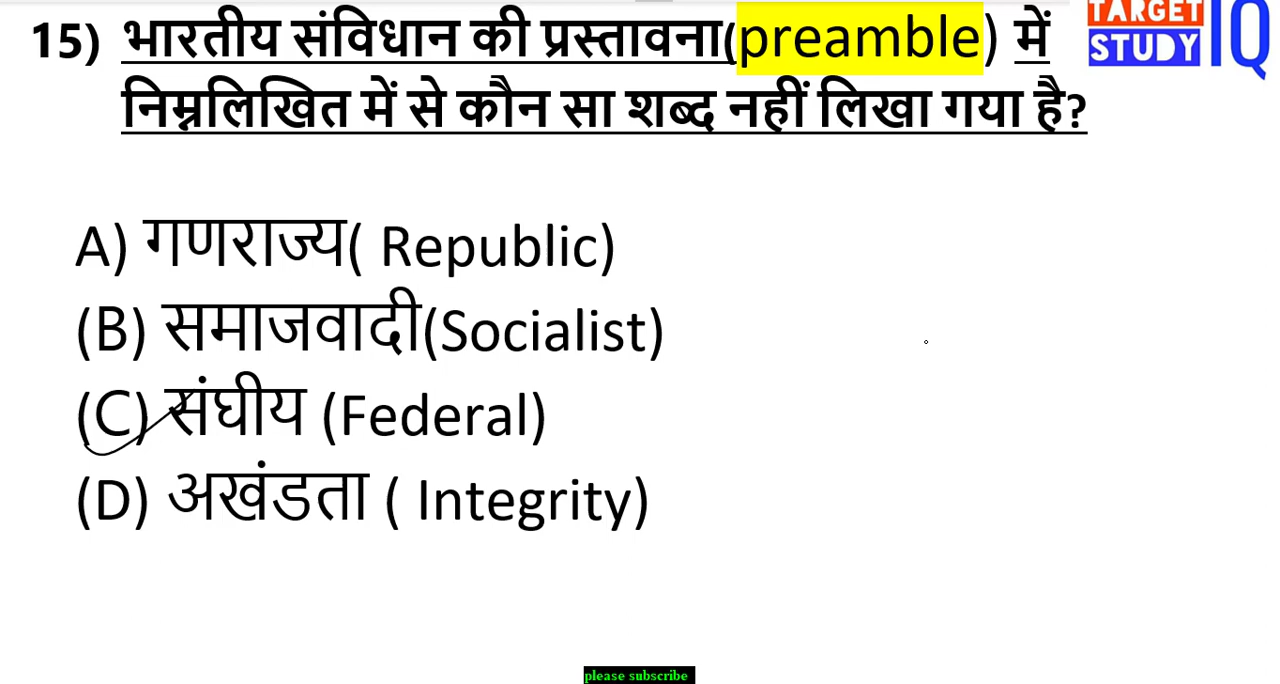 TARGET
STUDY IQ
15) भारतीय संविधान की प्रस्तावना(preamble) में
निम्नलिखित में से कौन सा शब्द नहीं लिखा गया है?
A) गणराज्य( Republic)
(B) समाजवादी(Socialist)
(C) संघीय (Federal)
(D) अखंडता ( Integrity)
please subscribe